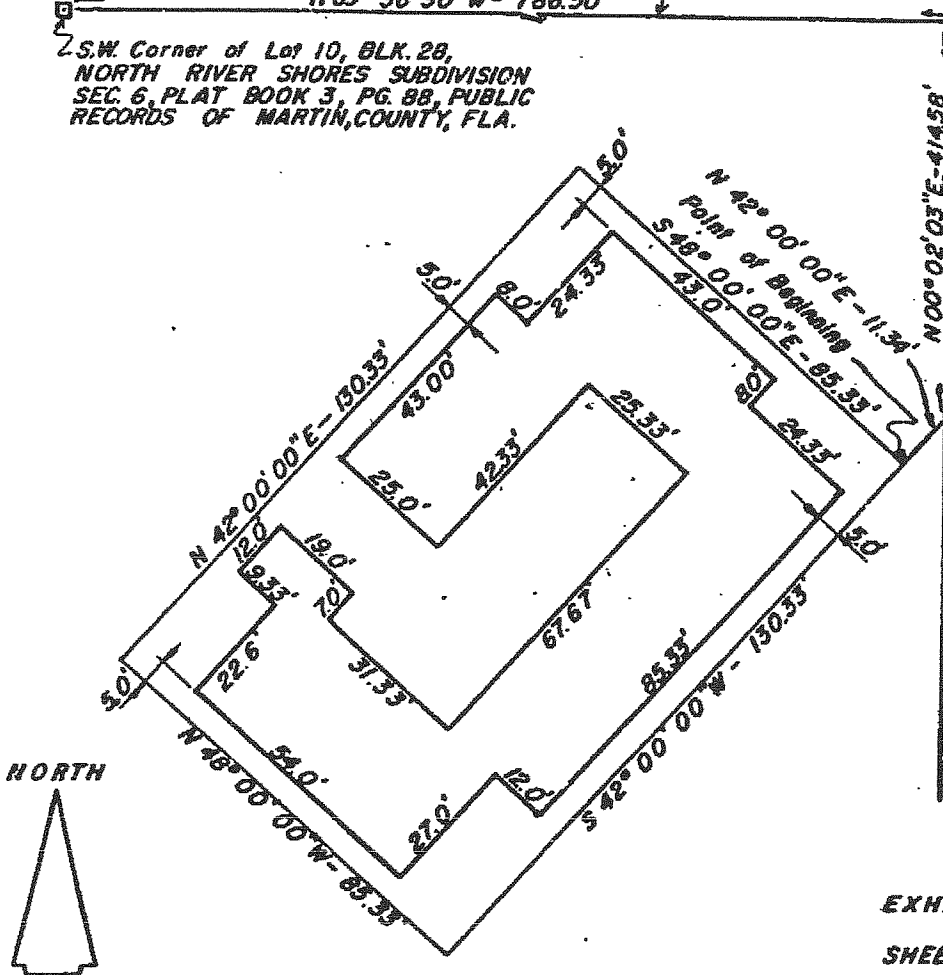 S.W. Corner of Lot 10, BLK. 28,
NORTH RIVER SHORES SUBDIVISION
SEC. 6, PLAT BOOK 3, PG. 88, PUBLIC
RECORDS OF MARTIN, COUNTY, FLA.
N00°02'03"E-414.58'
N 42° 00' 00"E - 11.34'
Point of Beginning
S 48° 00' 00"E - 85.33'
5.0'
43.0'
24.33'
8.0'
5.0'
43.00'
8.0'
24.33'
25.33'
42.33'
25.0'
5.0'
N 42° 00' 00"E - 130.33'
12.0'
19.0'
9.33'
7.0'
67.67'
22.6'
31.33'
85.33'
S 42° 00' 00"W - 130.33'
5.0'
54.0'
12.0'
27.0'
N 48° 00' 00"W - 85.33'
NORTH